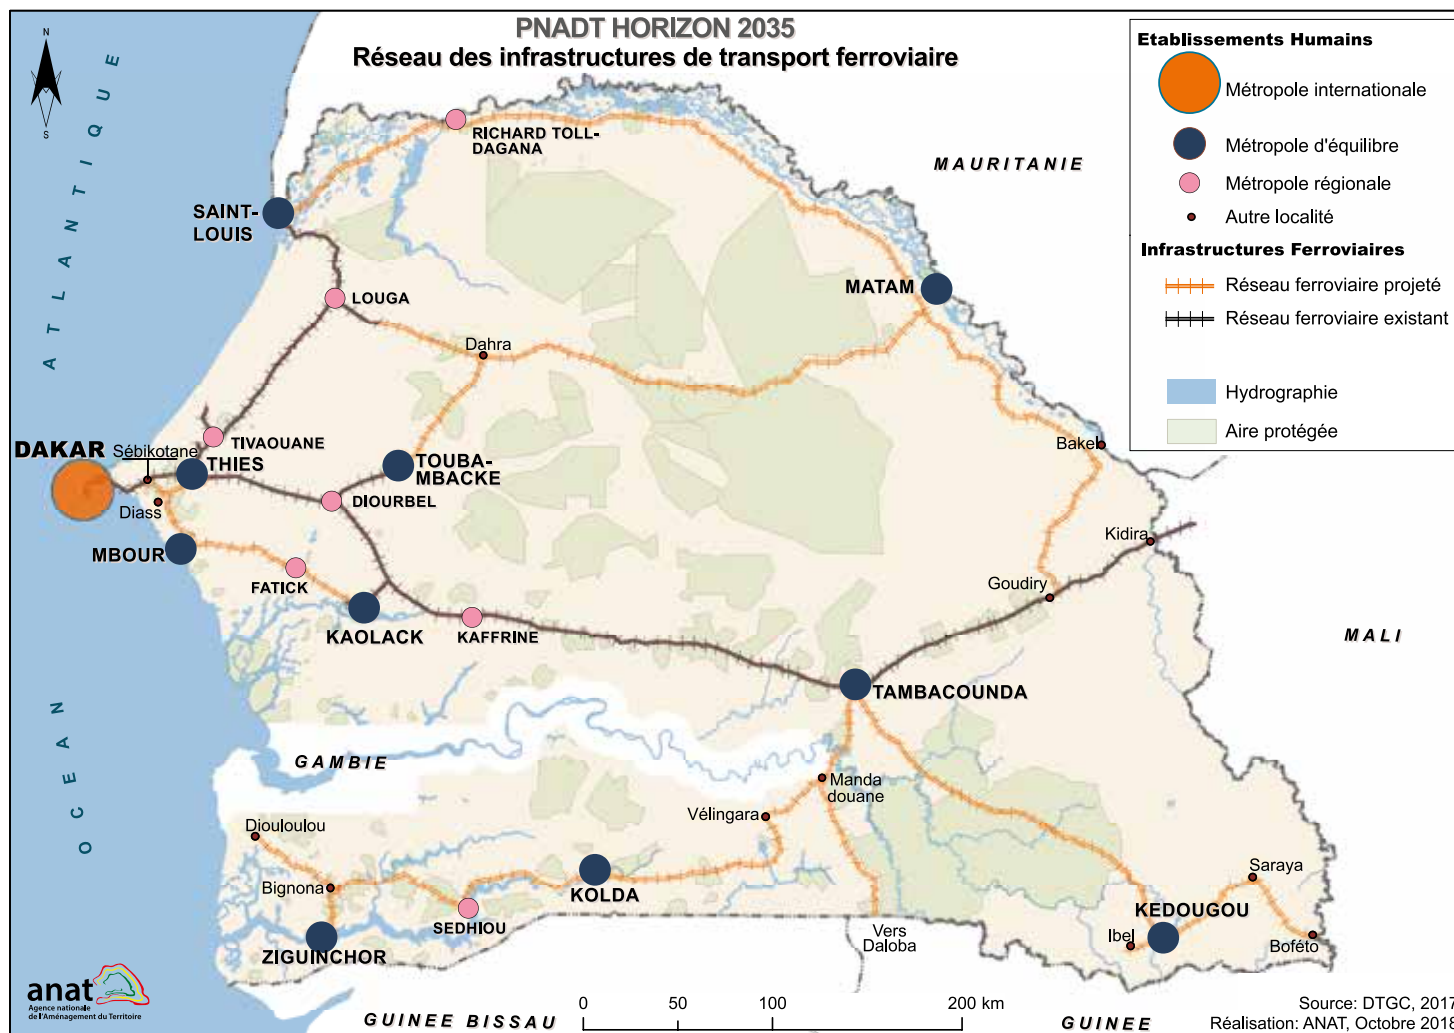 PNADT HORIZON 2035
Réseau des infrastructures de transport ferroviaire
N
S
OCEAN ATLANTIQUE
Etablissements Humains
Métropole internationale
Métropole d'équilibre
Métropole régionale
Autre localité
Infrastructures Ferroviaires
Réseau ferroviaire projeté
Réseau ferroviaire existant
Hydrographie
Aire protégée
MAURITANIE
RICHARD TOLL-
DAGANA
SAINT-
LOUIS
MATAM
LOUGA
Dahra
TIVAOUANE
DAKAR
Sébikotane
THIES
TOUBA-
MBACKE
Bakel
DIOURBEL
Diass
Kidira
MBOUR
FATICK
Goudiry
KAOLACK
KAFFRINE
MALI
TAMBACOUNDA
GAMBIE
Manda
douane
Vélingara
Diouloulou
Bignona
KOLDA
Saraya
SEDHIOU
KEDOUGOU
Ibel
Boféto
ZIGUINCHOR
Vers
Daloba
anat
Agence nationale
de l'Aménagement du Territoire
0 50 100 200 km
GUINEE BISSAU
GUINEE
Source: DTGC, 2017
Réalisation: ANAT, Octobre 2018